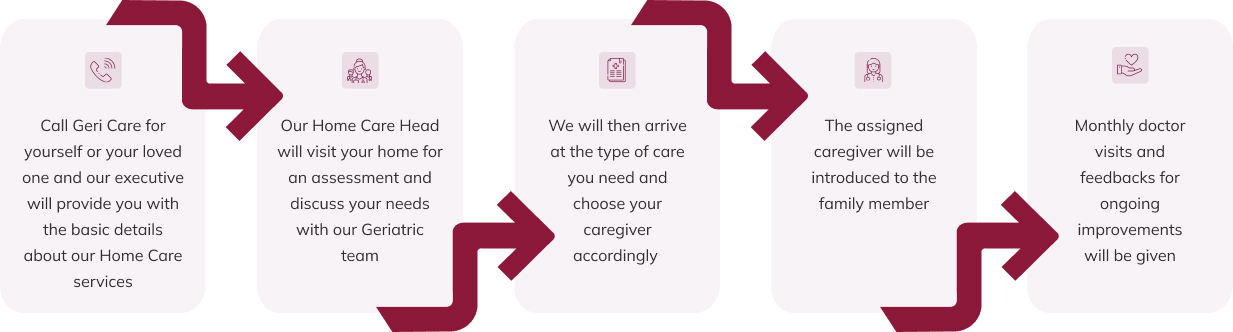 Call Geri Care for
yourself or your loved
one and our executive
will provide you with
the basic details
about our Home Care
services
Our Home Care Head
will visit your home for
an assessment and
discuss your needs
with our Geriatric
team
We will then arrive
at the type of care
you need and
choose your
caregiver
accordingly
The assigned
caregiver will be
introduced to the
family member
Monthly doctor
visits and
feedbacks for
ongoing
improvements
will be given